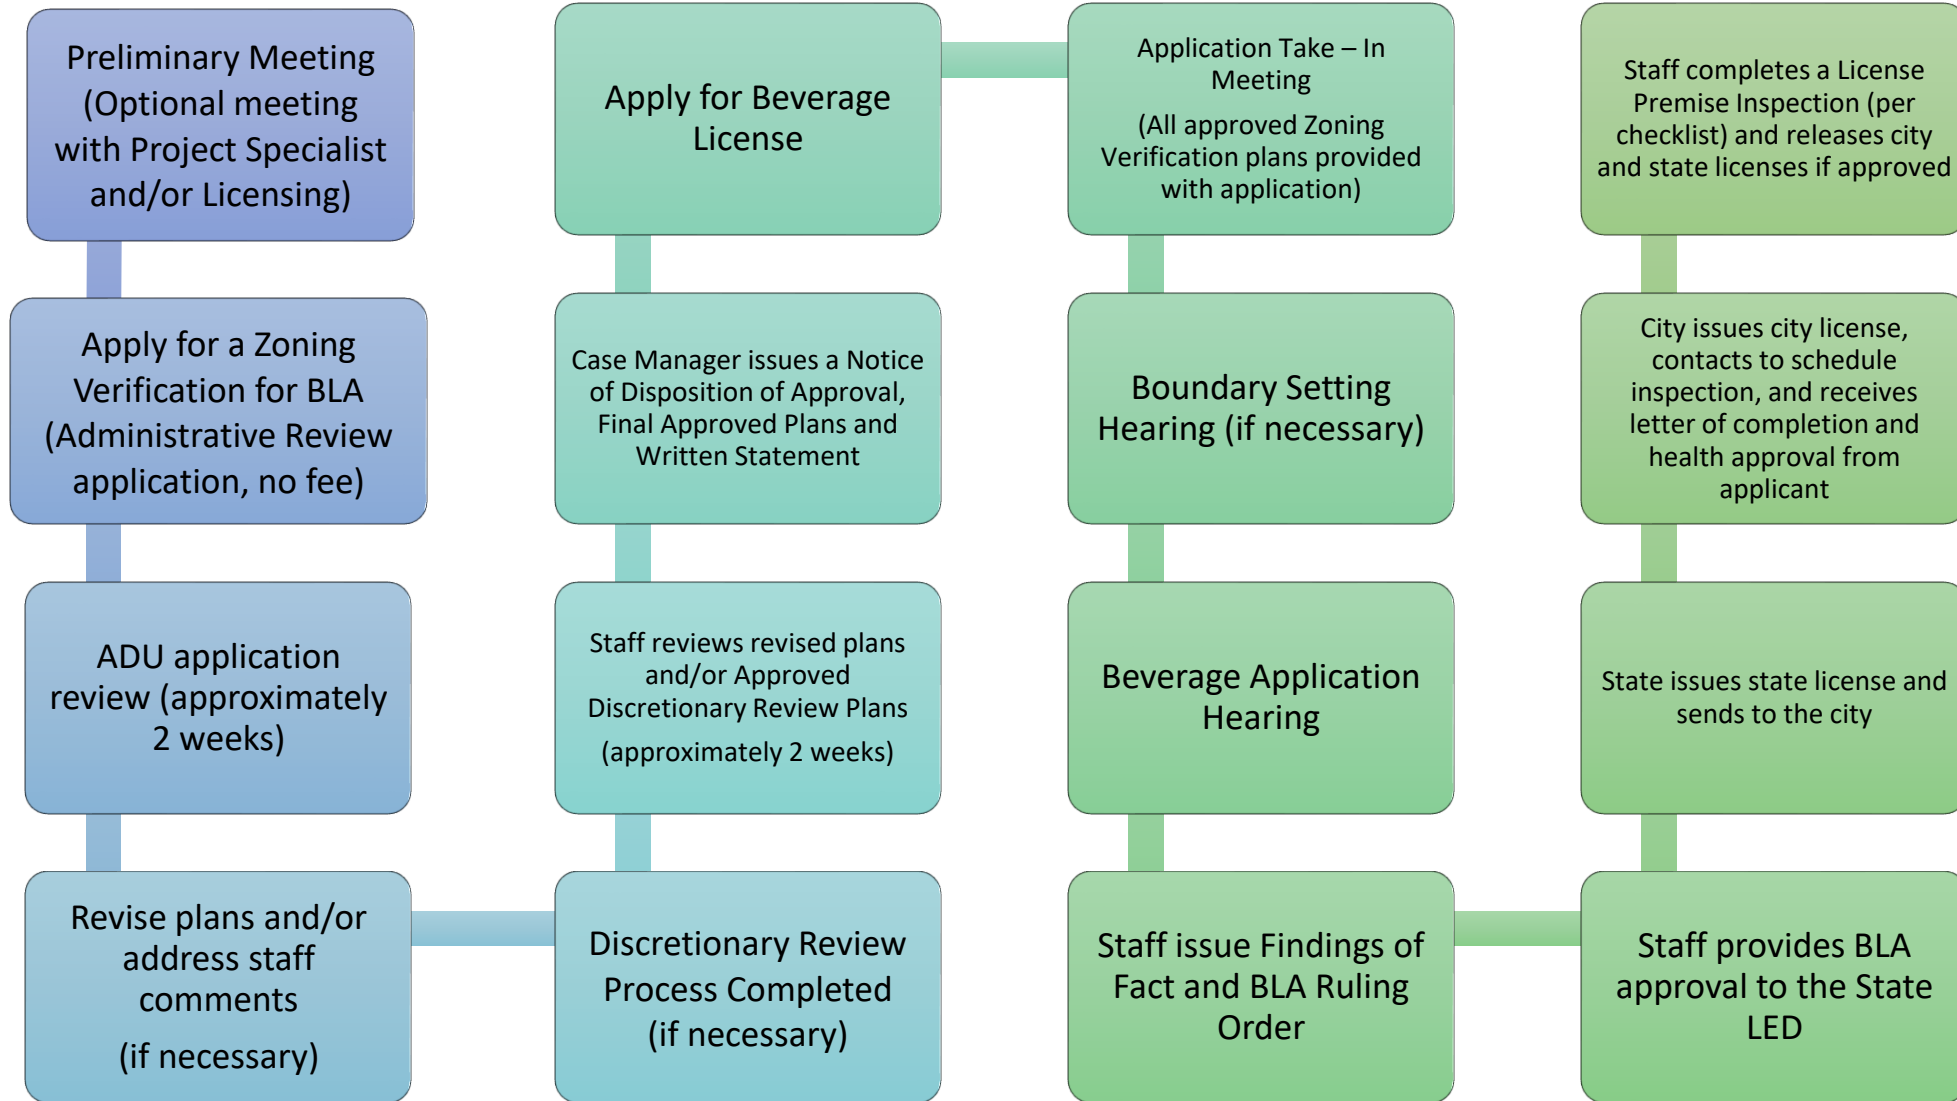 Preliminary Meeting
(Optional meeting
with Project Specialist
and/or Licensing)
Apply for a Zoning
Verification for BLA
(Administrative Review
application, no fee)
ADU application
review (approximately
2 weeks)
Revise plans and/or
address staff
comments
(if necessary)
Discretionary Review
Process Completed
(if necessary)
Staff reviews revised plans
and/or Approved
Discretionary Review Plans
(approximately 2 weeks)
Case Manager issues a Notice
of Disposition of Approval,
Final Approved Plans and
Written Statement
Apply for Beverage
License
Application Take – In
Meeting
(All approved Zoning
Verification plans provided
with application)
Boundary Setting
Hearing (if necessary)
Beverage Application
Hearing
Staff issue Findings of
Fact and BLA Ruling
Order
Staff provides BLA
approval to the State
LED
State issues state license and
sends to the city
City issues city license,
contacts to schedule
inspection, and receives
letter of completion and
health approval from
applicant
Staff completes a License
Premise Inspection (per
checklist) and releases city
and state licenses if approved